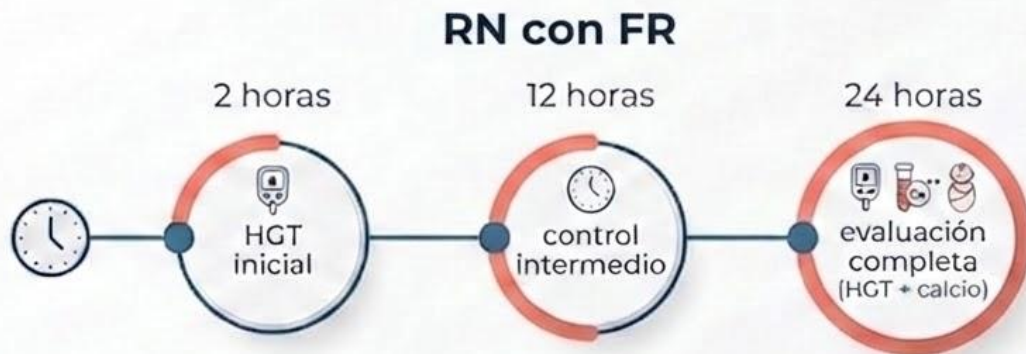 RN con FR
2 horas
12 horas
24 horas
HGT
inicial
control
intermedio
evaluación
completa
(HGT + calcio)